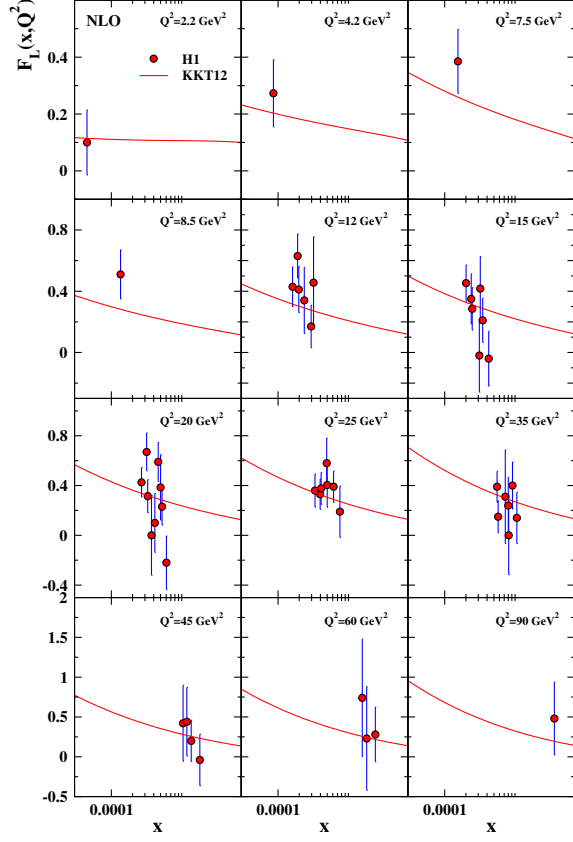 NLO
Q²=2.2 GeV²
Q²=4.2 GeV²
Q²=7.5 GeV²
H1
KKT12
F_L(x,Q²)
0.4
0.2
0
Q²=8.5 GeV²
Q²=12 GeV²
Q²=15 GeV²
0.8
0.4
0
Q²=20 GeV²
Q²=25 GeV²
Q²=35 GeV²
0.8
0.4
0
-0.4
2
Q²=45 GeV²
Q²=60 GeV²
Q²=90 GeV²
1.5
1
0.5
0
-0.5
0.0001
0.0001
0.0001
x
x
x